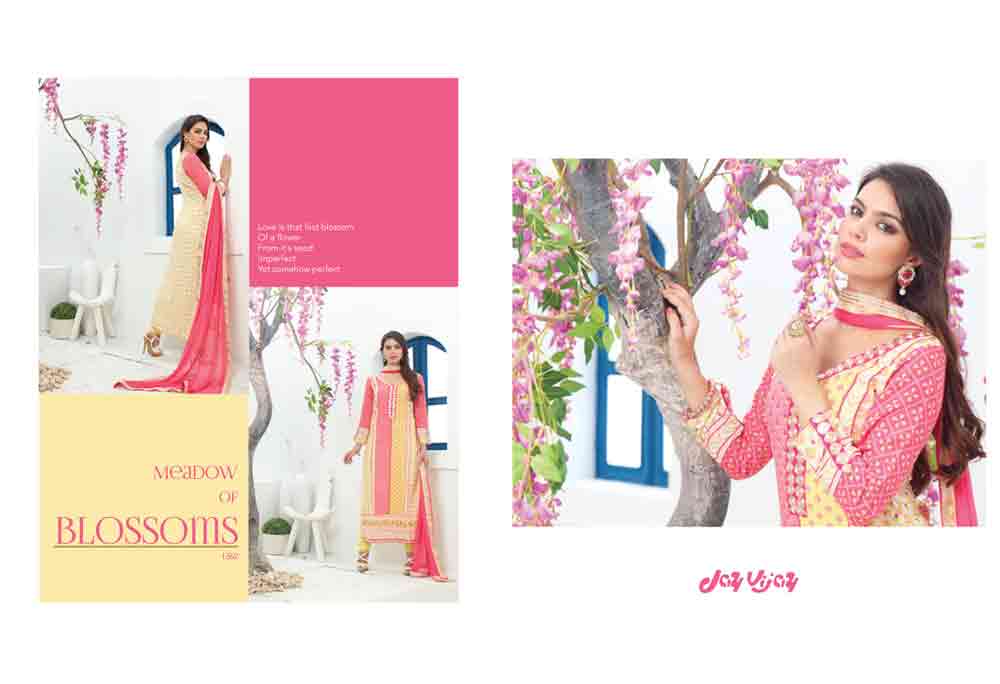 Love is that first blossom
Of a flower
From it's seed!
Imperfect
Yet somehow perfect
MeaDOW
OF
BLOSSOMS
Jay Vijay